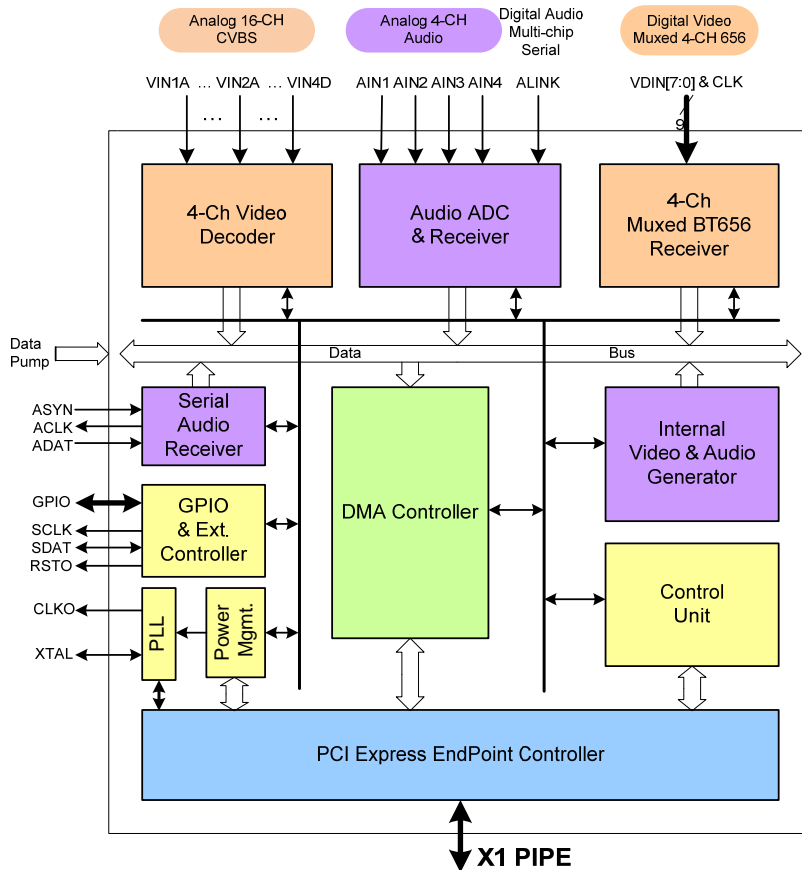 Analog 16-CH
CVBS
Analog 4-CH
Audio
Digital Audio
Multi-chip
Serial
Digital Video
Muxed 4-CH 656
VIN1A ... VIN2A ... VIN4D
... ...
AIN1 AIN2 AIN3 AIN4 ALINK
VDIN[7:0] & CLK
9
4-Ch Video
Decoder
Audio ADC
& Receiver
4-Ch
Muxed BT656
Receiver
Data
Pump
Data Bus
ASYN
ACLK
ADAT
Serial
Audio
Receiver
DMA Controller
Internal
Video & Audio
Generator
GPIO
SCLK
SDAT
RSTO
GPIO
& Ext.
Controller
CLKO
XTAL
PLL
Power
Mgmt.
Control
Unit
PCI Express EndPoint Controller
X1 PIPE